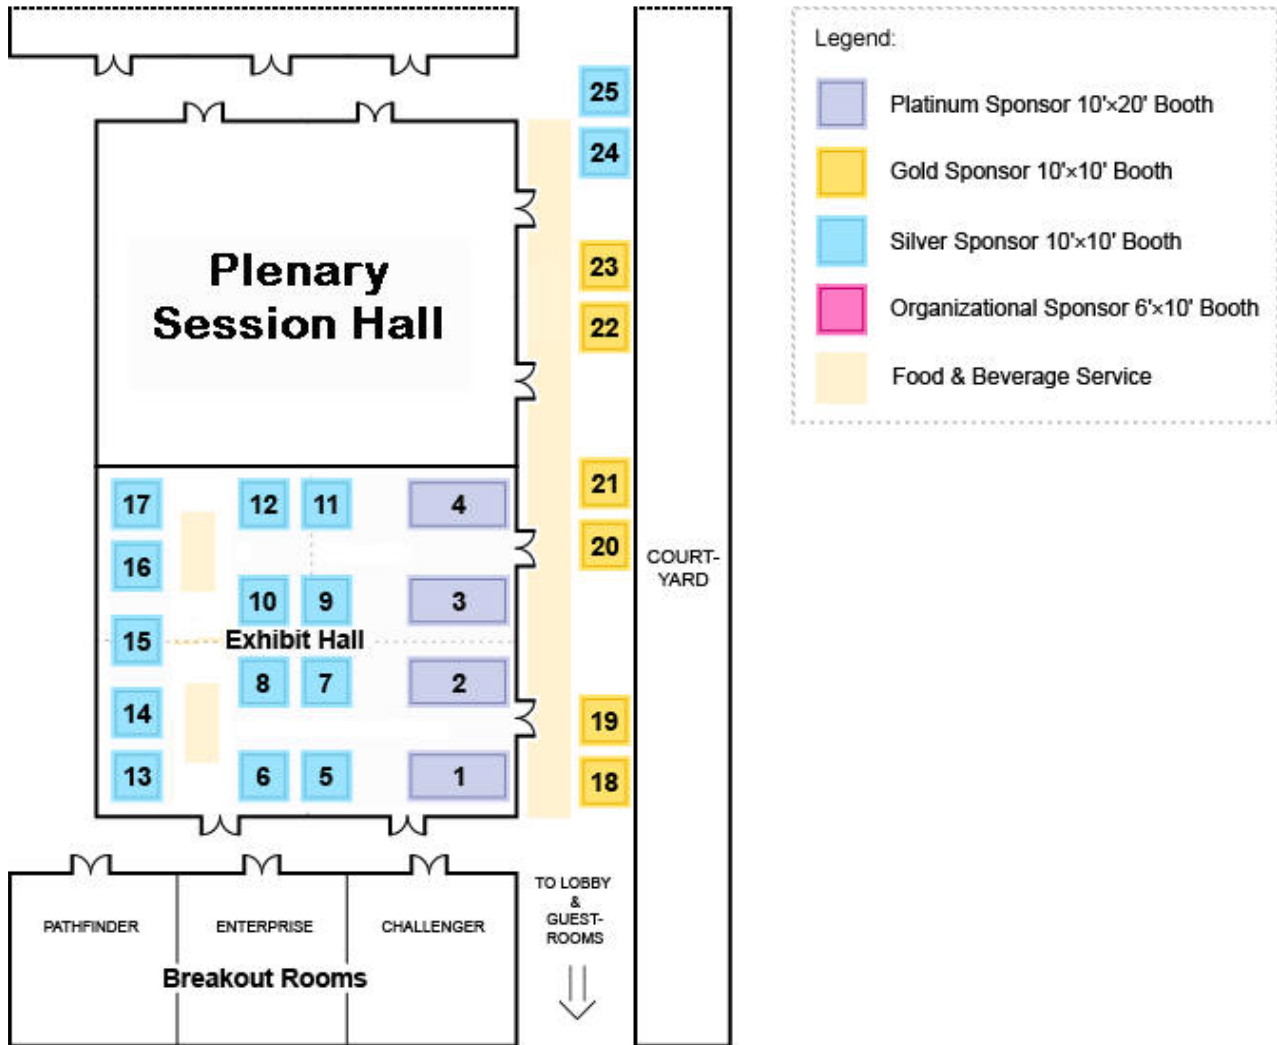 Legend:
Platinum Sponsor 10'×20' Booth
Gold Sponsor 10'×10' Booth
Silver Sponsor 10'×10' Booth
Organizational Sponsor 6'×10' Booth
Food & Beverage Service
25
24
Plenary
Session Hall
23
22
21
20
17
12
11
4
16
10
9
3
15
Exhibit Hall
8
7
2
14
13
6
5
1
19
18
COURT-
YARD
PATHFINDER
ENTERPRISE
CHALLENGER
Breakout Rooms
TO LOBBY
&
GUEST-
ROOMS